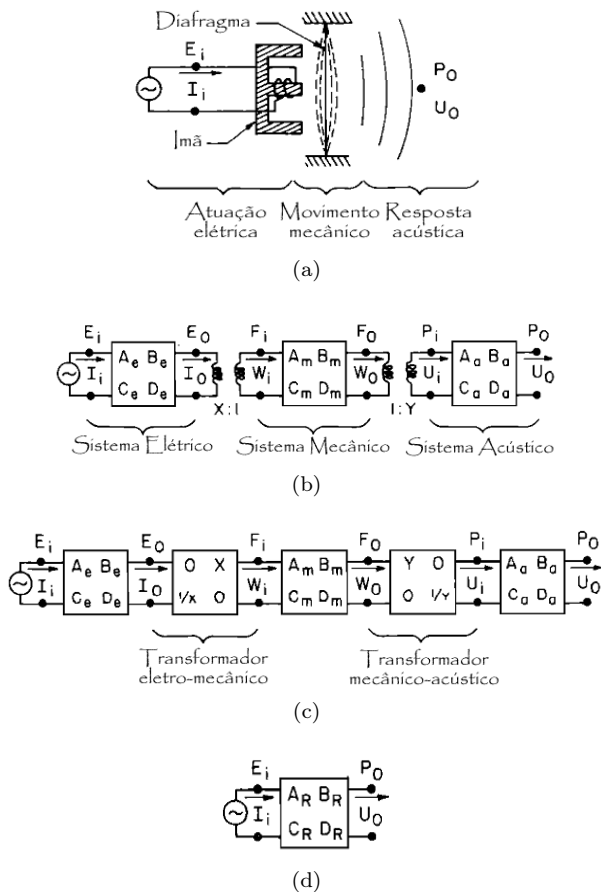 Diafragma
E_i
P_O
I_i
U_O
Imã
Atuação Movimento Resposta
elétrica mecânico acústica
(a)
E_i E_O F_i F_O P_i P_O
A_e B_e A_m B_m A_a B_a
I_i I_O W_i W_O U_i U_O
C_e D_e C_m D_m C_a D_a
X:1 1:Y
Sistema Elétrico Sistema Mecânico Sistema Acústico
(b)
E_i E_O F_i F_O P_i P_O
A_e B_e O X A_m B_m Y O A_a B_a
I_i I_O W_i W_O U_i U_O
C_e D_e 1/X O C_m D_m O 1/Y C_a D_a
Transformador Transformador
eletro-mecânico mecânico-acústico
(c)
E_i P_O
A_R B_R
I_i U_O
C_R D_R
(d)